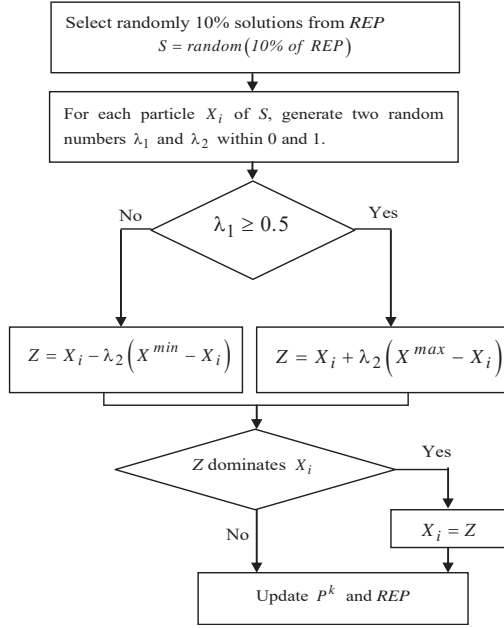 Select randomly 10% solutions from REP
S = random(10% of REP)
For each particle X_i of S, generate two random
numbers λ_1 and λ_2 within 0 and 1.
No
λ_1 ≥ 0.5
Yes
Z = X_i − λ_2(X^min − X_i)
Z = X_i + λ_2(X^max − X_i)
Z dominates X_i
Yes
No
X_i = Z
Update P^k and REP